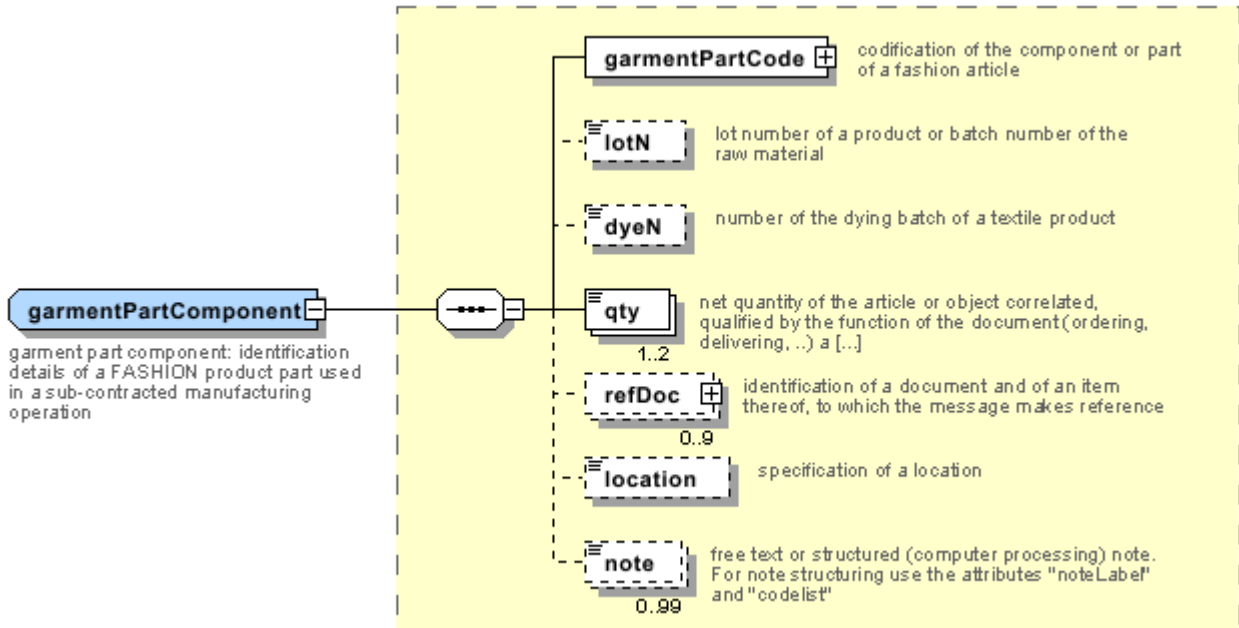 garmentPartCode
codification of the component or part
of a fashion article
lotN
lot number of a product or batch number of the
raw material
dyeN
number of the dying batch of a textile product
garmentPartComponent
garment part component: identification
details of a FASHION product part used
in a sub-contracted manufacturing
operation
qty
1..2
net quantity of the article or object correlated,
qualified by the function of the document (ordering,
delivering, ..) a [...]
refDoc
0..9
identification of a document and of an item
thereof, to which the message makes reference
location
specification of a location
note
0..99
free text or structured (computer processing) note.
For note structuring use the attributes "noteLabel"
and "codelist"